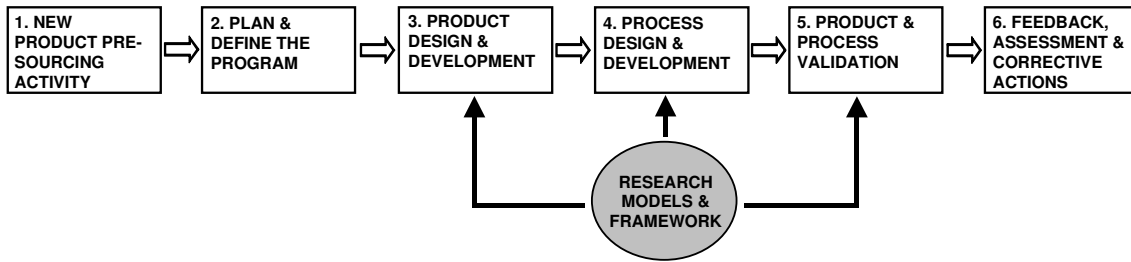 1. NEW
PRODUCT PRE-
SOURCING
ACTIVITY
2. PLAN &
DEFINE THE
PROGRAM
3. PRODUCT
DESIGN &
DEVELOPMENT
4. PROCESS
DESIGN &
DEVELOPMENT
5. PRODUCT &
PROCESS
VALIDATION
6. FEEDBACK,
ASSESSMENT &
CORRECTIVE
ACTIONS
RESEARCH
MODELS &
FRAMEWORK